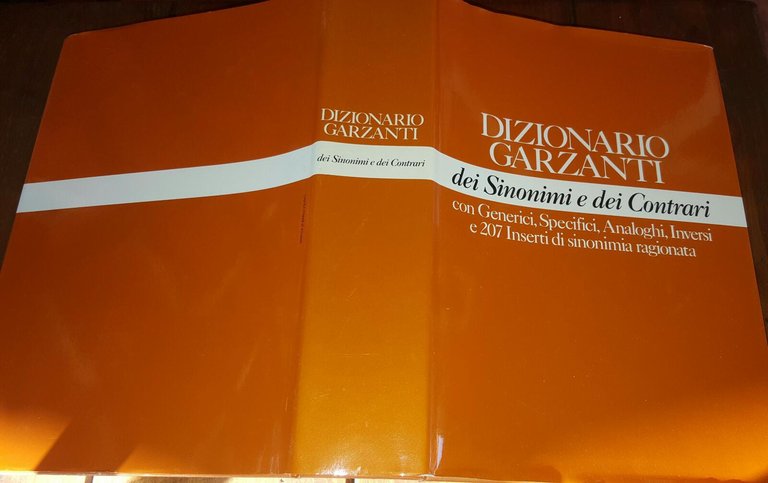 DIZIONARIO
GARZANTI
dei Sinonimi e dei Contrari
DIZIONARIO
GARZANTI
dei Sinonimi e dei Contrari
con Generici, Specifici, Analoghi, Inversi
e 207 Inserti di sinonimia ragionata